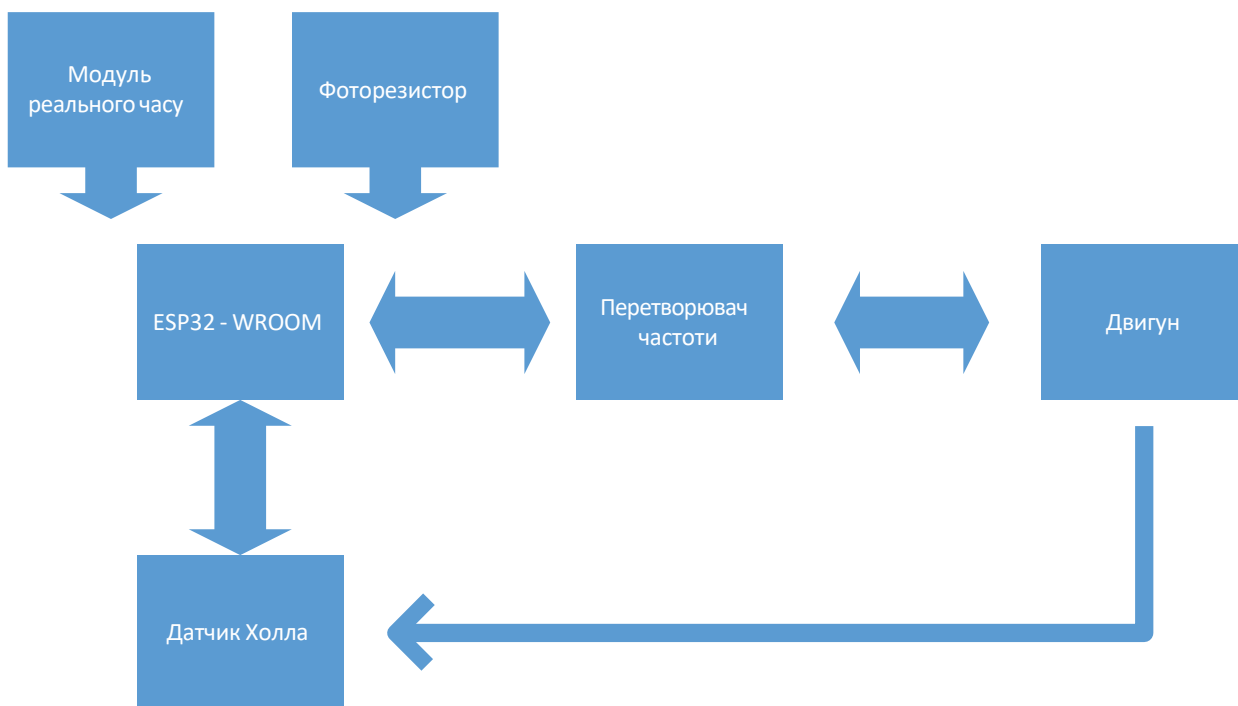 Модуль
реального часу
Фоторезистор
ESP32 - WROOM
Перетворювач
частоти
Двигун
Датчик Холла